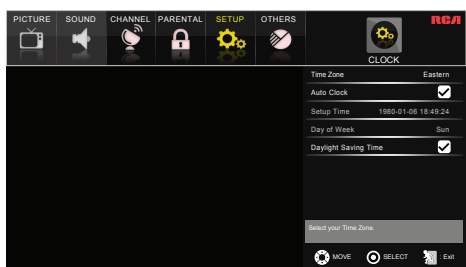 PICTURE SOUND CHANNEL PARENTAL SETUP OTHERS
RCA
CLOCK
Time Zone Eastern
Auto Clock
Setup Time 1980-01-06 18:49:24
Day of Week Sun
Daylight Saving Time
Select your Time Zone.
MOVE SELECT : Exit